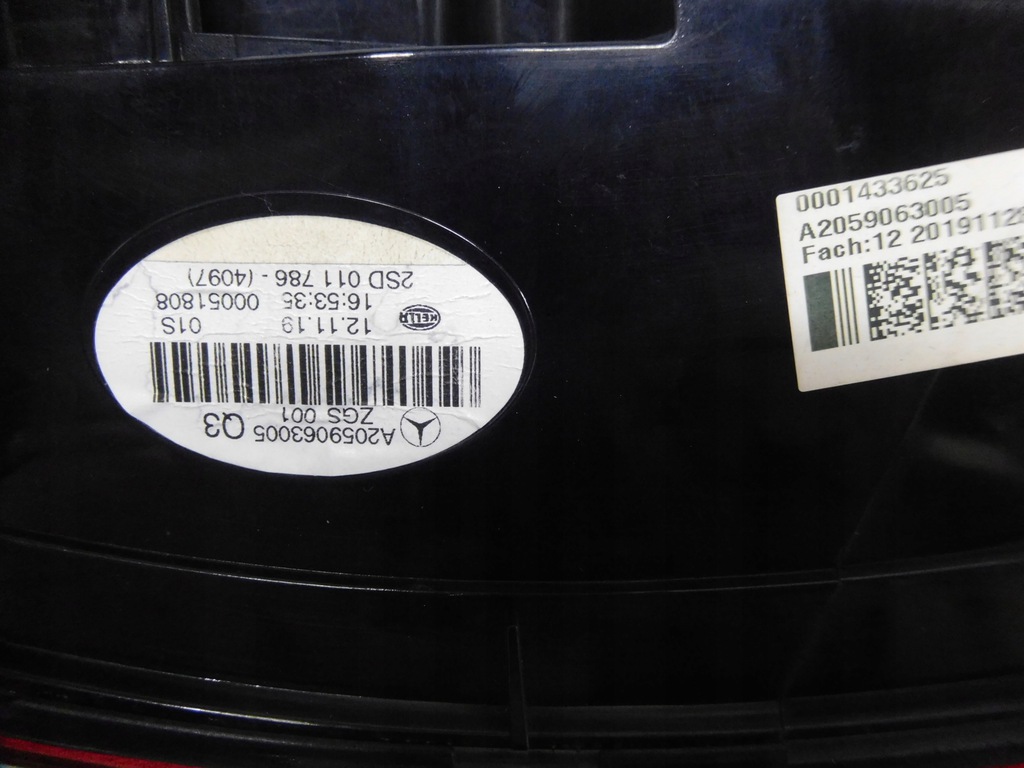 A2059063005 Q3
ZGS 001
12.11.19 01S
HELLA
16:53:35 00051808
2SD 011 786 - (4097)
0001433625
A2059063005
Fach:12 2019112